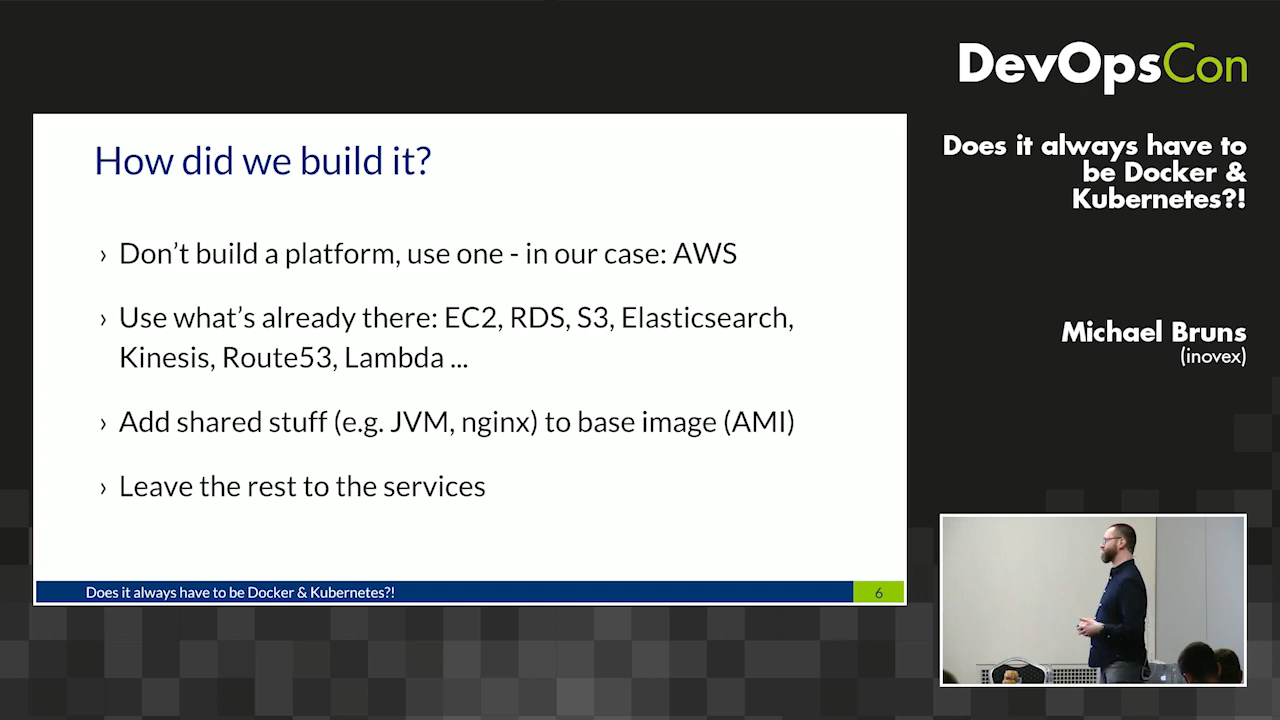 DevOpsCon
Does it always have to
be Docker &
Kubernetes?!
Michael Bruns
(inovex)
How did we build it?
› Don’t build a platform, use one - in our case: AWS
› Use what’s already there: EC2, RDS, S3, Elasticsearch,
Kinesis, Route53, Lambda ...
› Add shared stuff (e.g. JVM, nginx) to base image (AMI)
› Leave the rest to the services
Does it always have to be Docker & Kubernetes?!
6